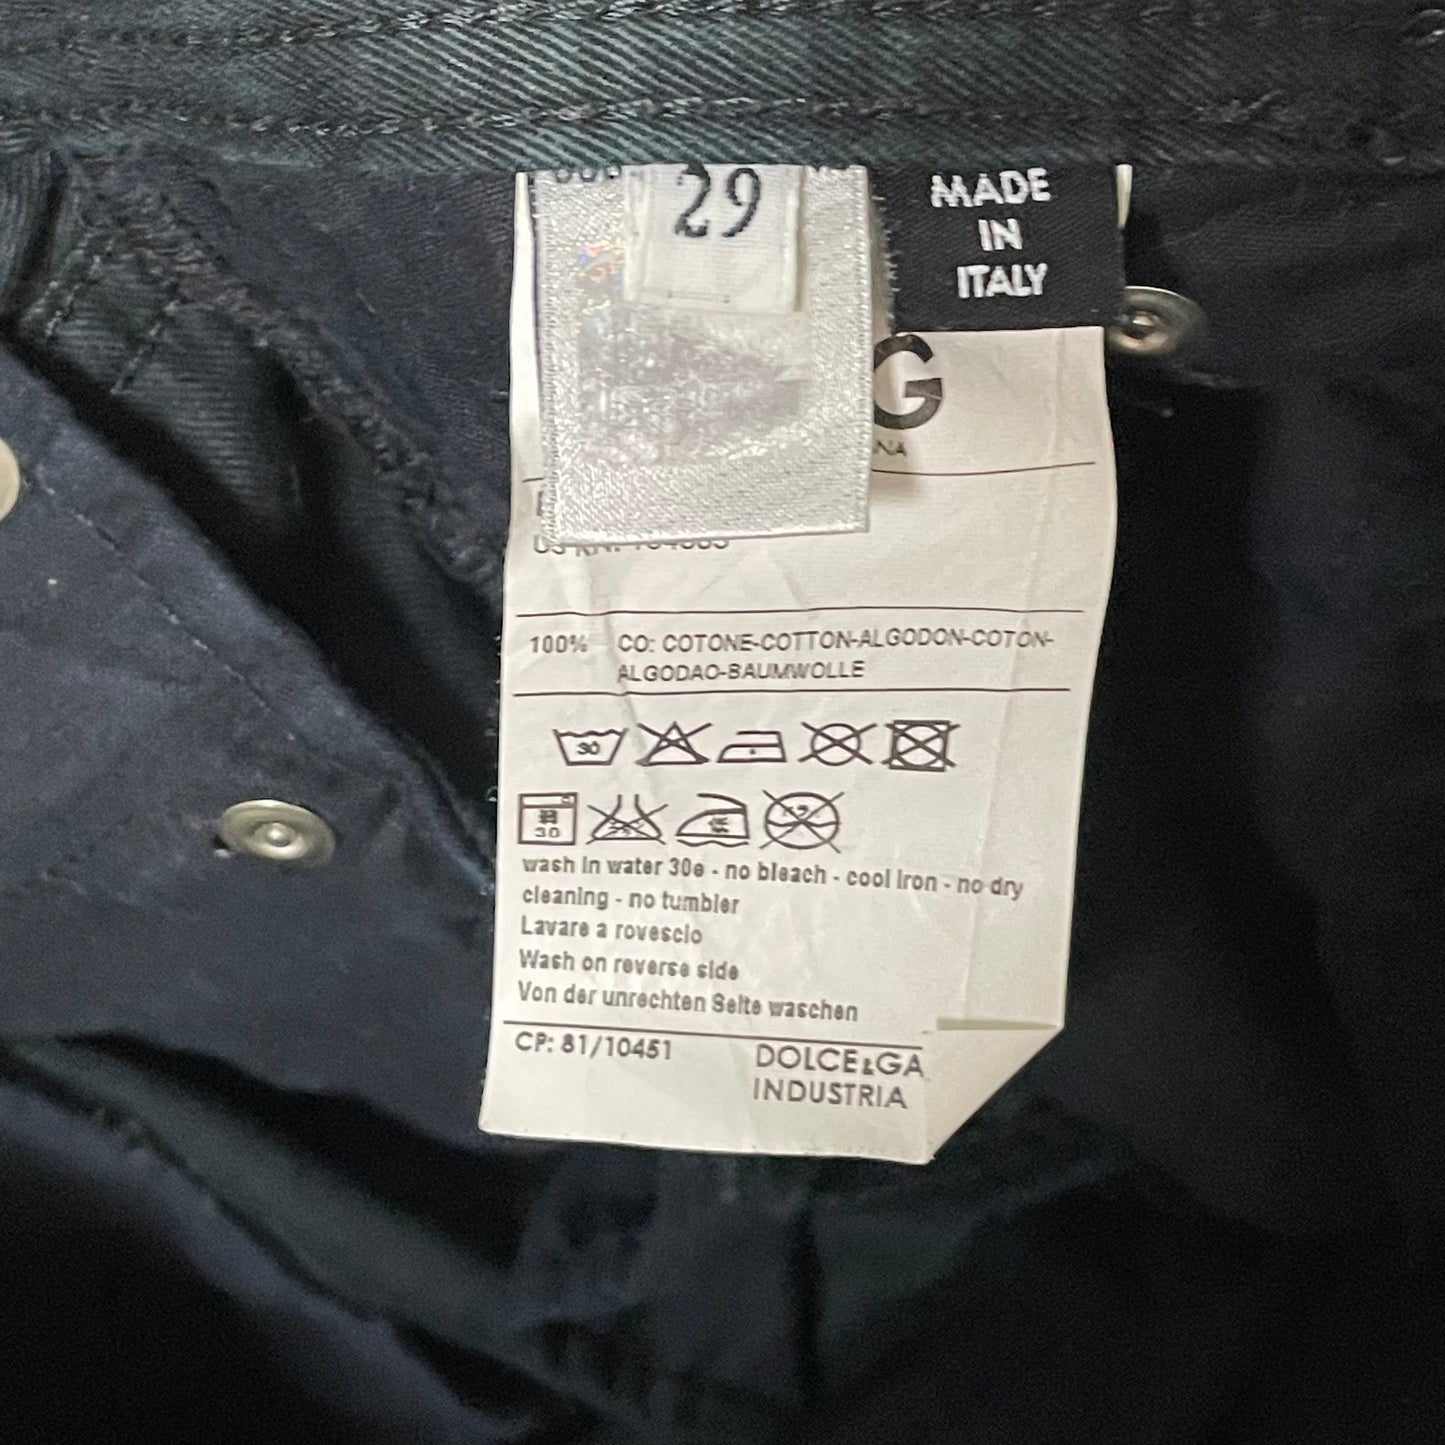 29
MADE
IN
ITALY
G
NA
100% CO: COTONE-COTTON-ALGODON-COTON-
ALGODAO-BAUMWOLLE
30
30
wash in water 30e - no bleach - cool iron - no dry
cleaning - no tumbler
Lavare a rovescio
Wash on reverse side
Von der unrechten Seite waschen
CP: 81/10451 DOLCE&GA
INDUSTRIA